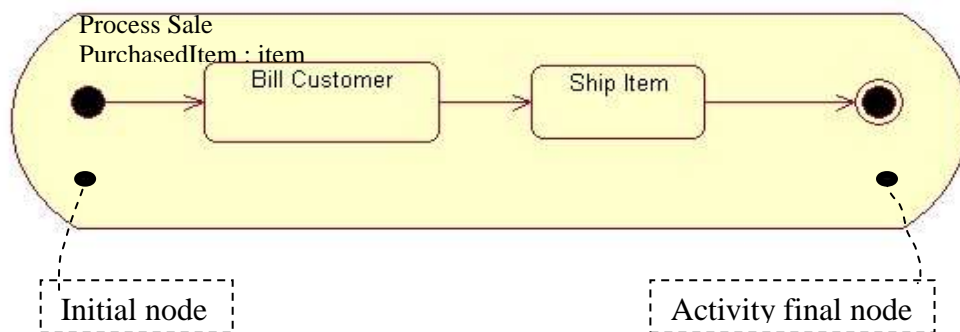 Process Sale
PurchasedItem : item
Bill Customer
Ship Item
Initial node
Activity final node